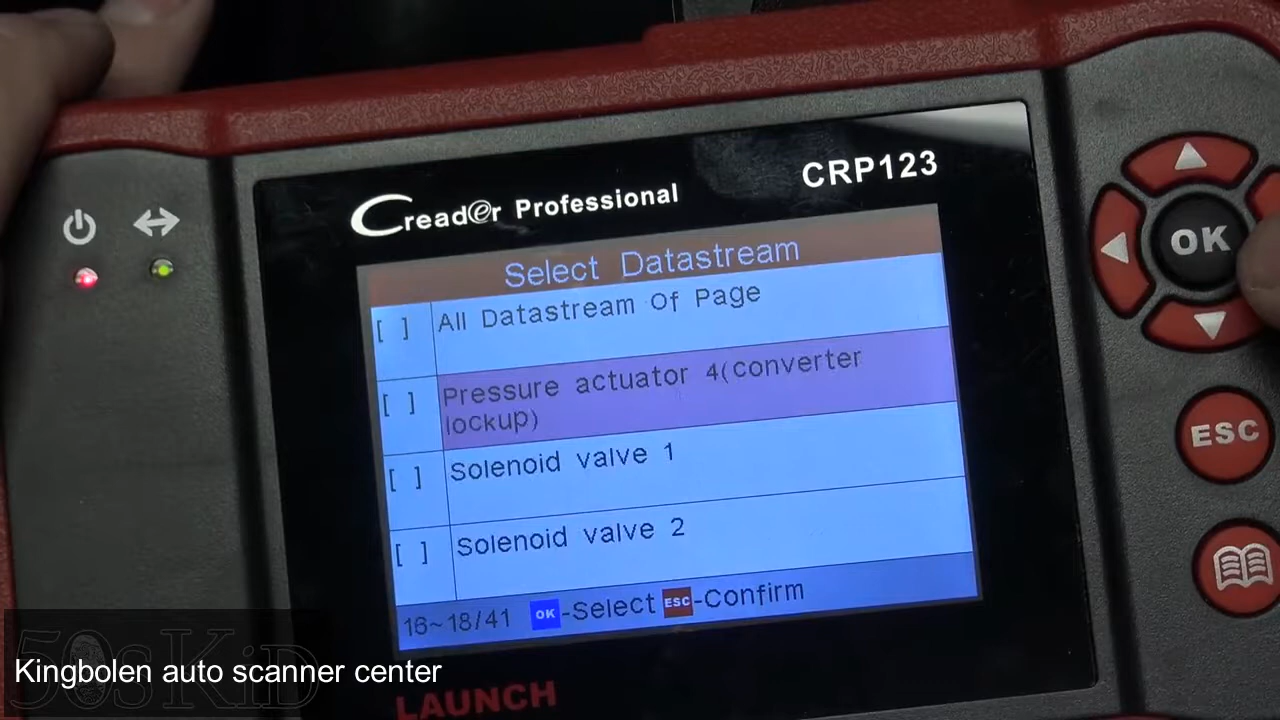 Creader Professional
CRP123
Select Datastream
[ ] All Datastream Of Page
[ ] Pressure actuator 4(converter
lockup)
[ ] Solenoid valve 1
[ ] Solenoid valve 2
16~18/41 OK-Select ESC-Confirm
OK
ESC
50sKiD
Kingbolen auto scanner center
LAUNCH